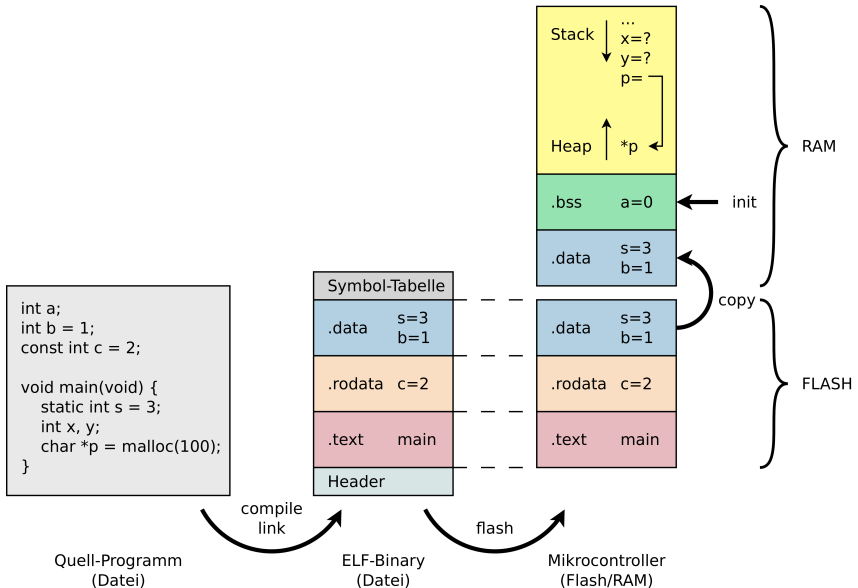 Stack
...
x=?
y=?
p=
Heap
*p
RAM
.bss
a=0
init
.data
s=3
b=1
copy
Symbol-Tabelle
.data
s=3
b=1
.rodata
c=2
.text
main
Header
.data
s=3
b=1
.rodata
c=2
.text
main
FLASH
int a;
int b = 1;
const int c = 2;
void main(void) {
static int s = 3;
int x, y;
char *p = malloc(100);
}
compile
link
flash
Quell-Programm
(Datei)
ELF-Binary
(Datei)
Mikrocontroller
(Flash/RAM)